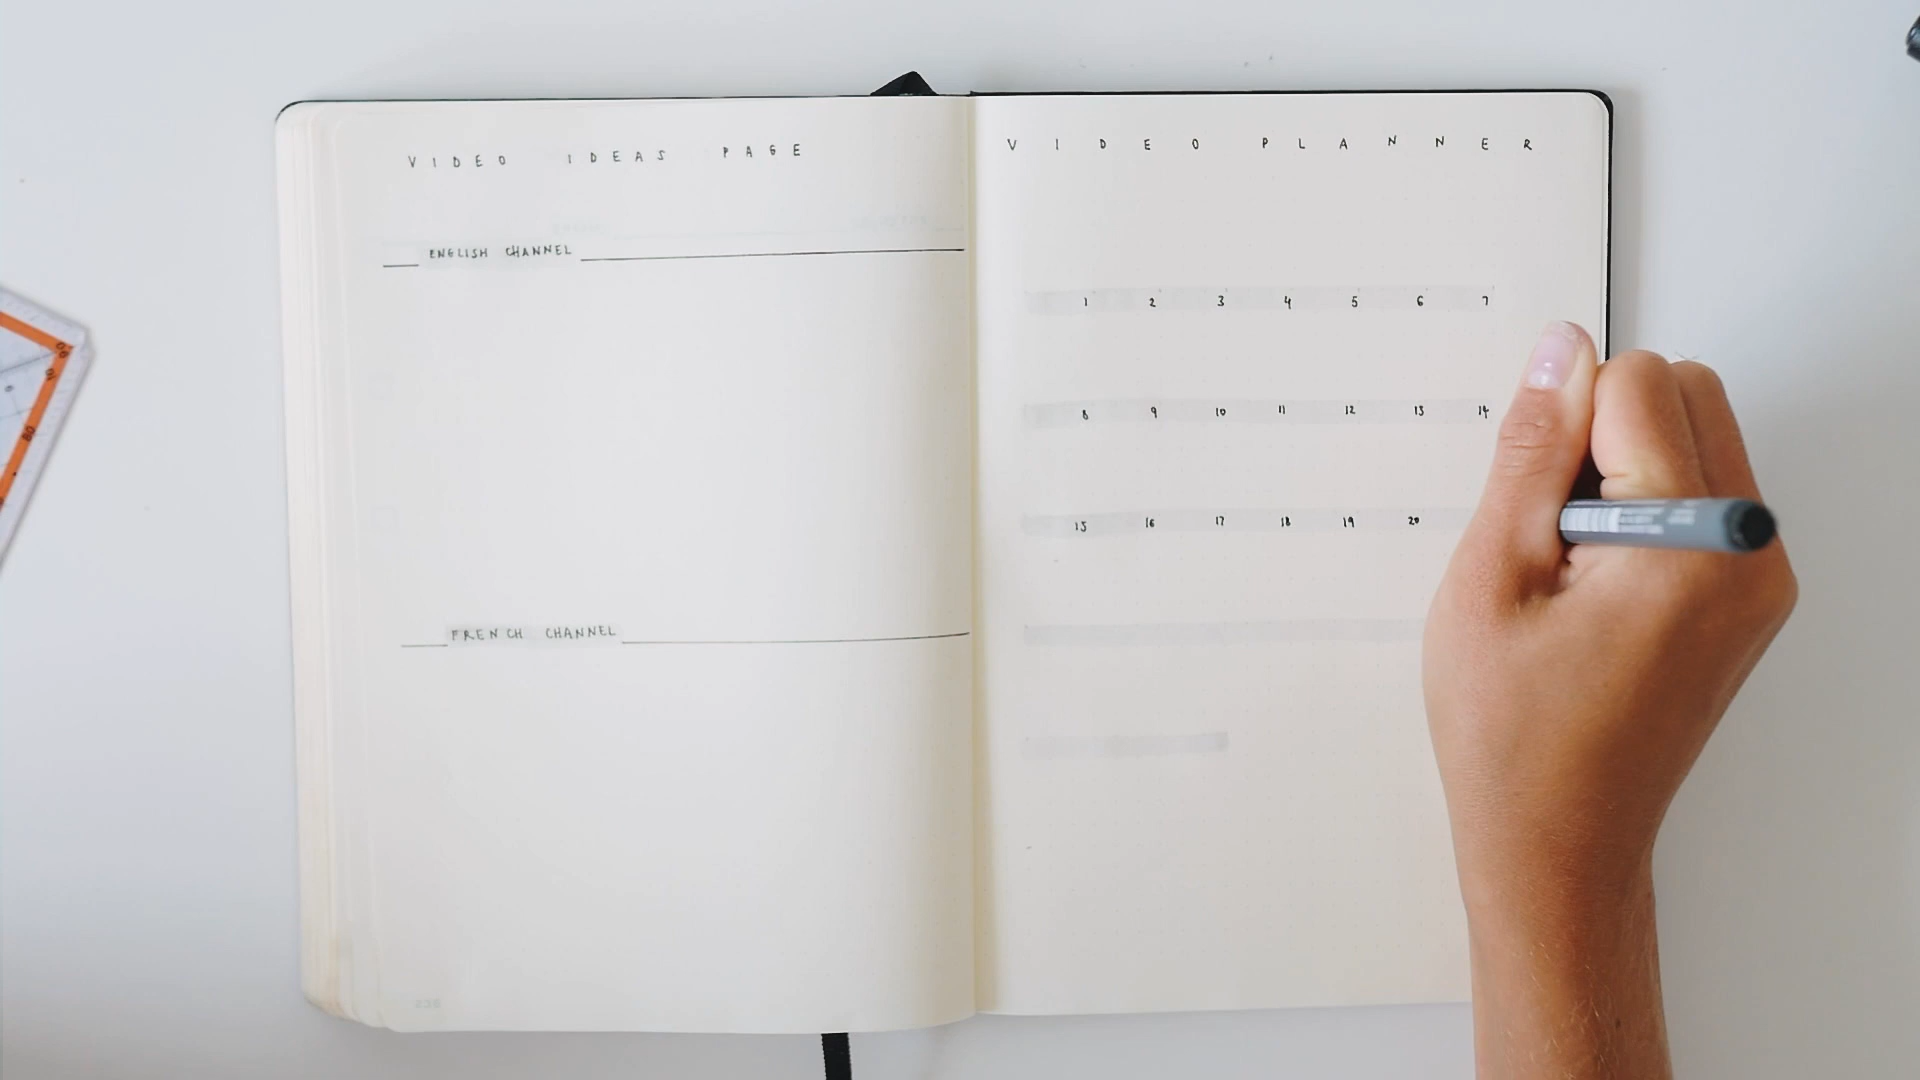 VIDEO IDEAS PAGE
ENGLISH CHANNEL
FRENCH CHANNEL
VIDEO PLANNER
1 2 3 4 5 6 7
8 9 10 11 12 13 14
15 16 17 18 19 20